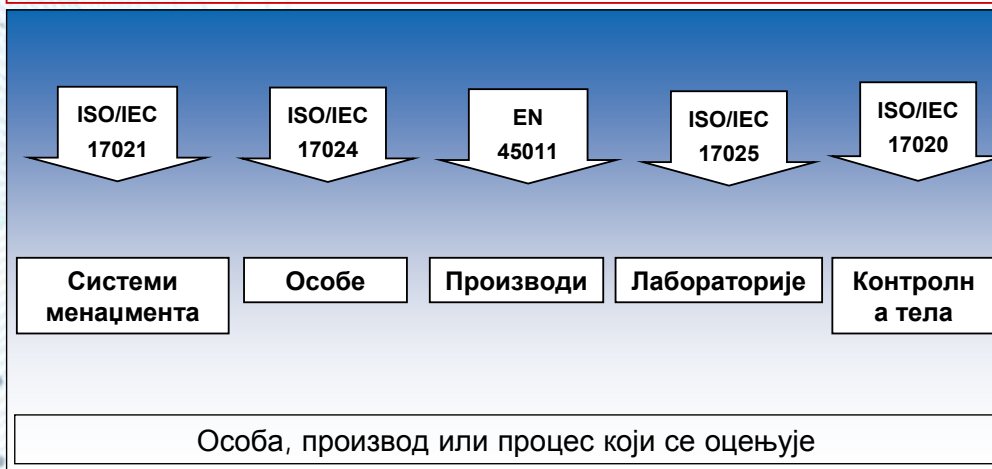 ISO/IEC
17021
ISO/IEC
17024
EN
45011
ISO/IEC
17025
ISO/IEC
17020
Системи
менаџмента
Особе
Производи
Лабораторије
Контролн
а тела
Особа, производ или процес који се оцењује